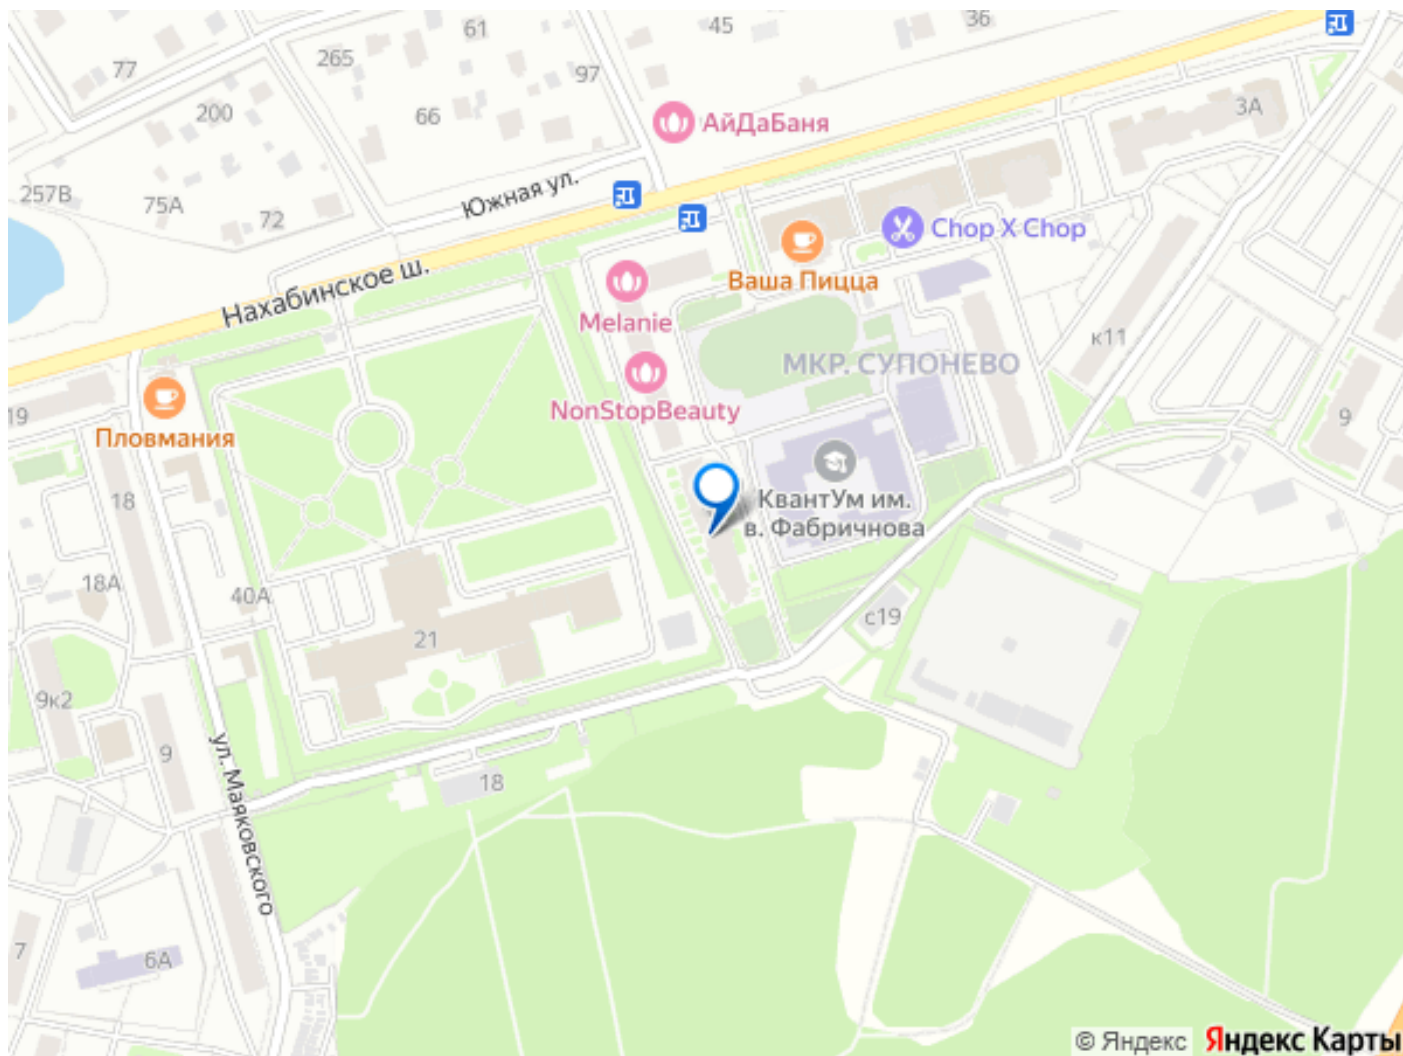 61
45
36
265
77
97
200
66
3А
АйДаБаня
257В
75А
72
Южная ул.
Chop X Chop
Нахабинское ш.
Ваша Пицца
Melanie
к11
МКР. СУПОНЕВО
NonStopBeauty
19
9
Пловмания
18
КвантУм им.
в. Фабричнова
18А
40А
21
с19
9к2
9
18
ул. Маяковского
7
6А
© Яндекс Яндекс Карты